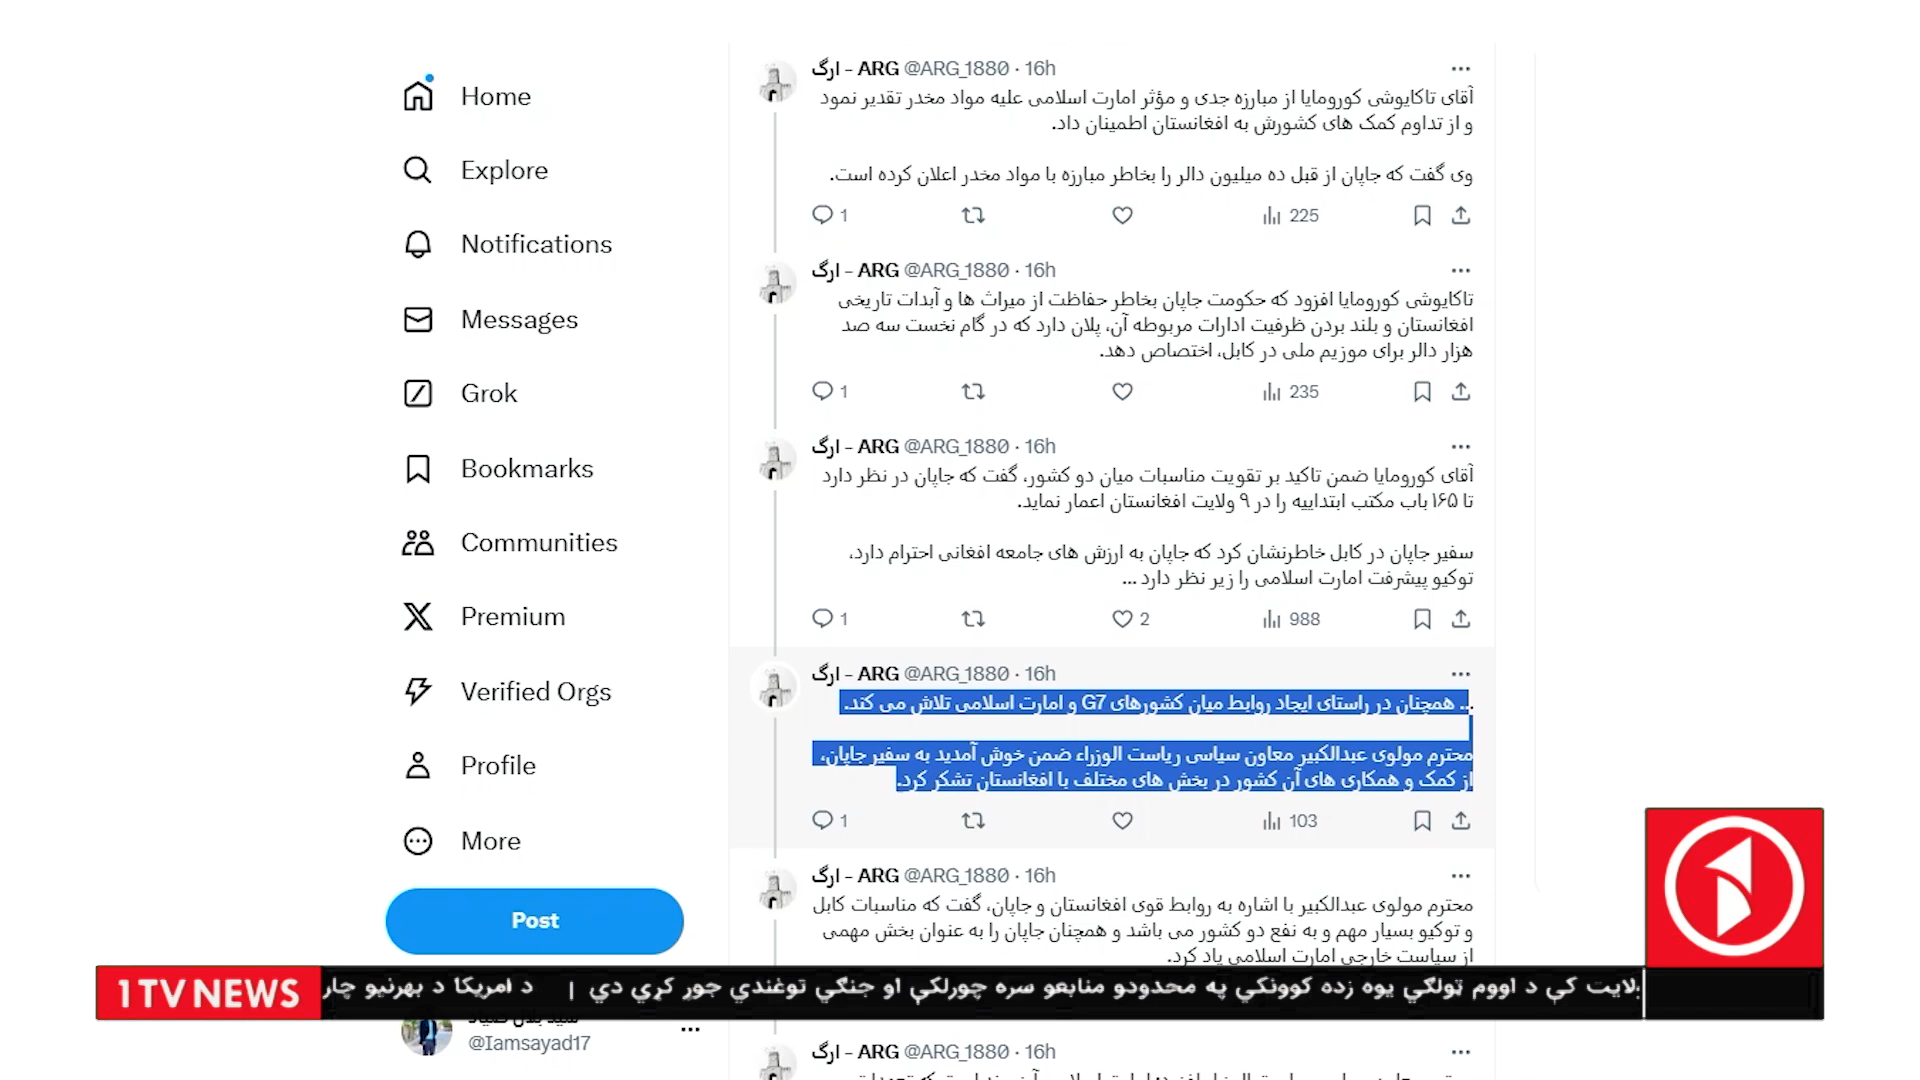 Home
Explore
Notifications
Messages
Grok
Bookmarks
Communities
Premium
Verified Orgs
Profile
More
Post
@Iamsayad17
ارگ - ARG @ARG_1880 · 16h
آقای تاکایوشی کورومایا از مبارزه جدی و مؤثر امارت اسلامی علیه مواد مخدر تقدیر نمود
و از تداوم کمک های کشورش به افغانستان اطمینان داد.
وی گفت که جاپان از قبل ده میلیون دالر را بخاطر مبارزه با مواد مخدر اعلان کرده است.
1 225
ارگ - ARG @ARG_1880 · 16h
تاکایوشی کورومایا افزود که حکومت جاپان بخاطر حفاظت از میراث ها و آبدات تاریخی
افغانستان و بلند بردن ظرفیت ادارات مربوطه آن، پلان دارد که در گام نخست سه صد
هزار دالر برای موزیم ملی در کابل، اختصاص دهد.
1 235
ارگ - ARG @ARG_1880 · 16h
آقای کورومایا ضمن تاکید بر تقویت مناسبات میان دو کشور، گفت که جاپان در نظر دارد
تا ۱۶۵ باب مکتب ابتداییه را در ۹ ولایت افغانستان اعمار نماید.
سفیر جاپان در کابل خاطرنشان کرد که جاپان به ارزش های جامعه افغانی احترام دارد،
توکیو پیشرفت امارت اسلامی را زیر نظر دارد ...
1 2 988
ارگ - ARG @ARG_1880 · 16h
... همچنان در راستای ایجاد روابط میان کشورهای G7 و امارت اسلامی تلاش می کند.
محترم مولوی عبدالکبیر معاون سیاسی ریاست الوزراء ضمن خوش آمدید به سفیر جاپان،
از کمک و همکاری های آن کشور در بخش های مختلف با افغانستان تشکر کرد.
1 103
ارگ - ARG @ARG_1880 · 16h
محترم مولوی عبدالکبیر با اشاره به روابط قوی افغانستان و جاپان، گفت که مناسبات کابل
و توکیو بسیار مهم و به نفع دو کشور می باشد و همچنان جاپان را به عنوان بخش مهمی
از سیاست خارجی امارت اسلامی یاد کرد.
ارگ - ARG @ARG_1880 · 16h
1TV NEWS
لایت کې د اووم ټولګي یوه زده کوونکي په محدودو منابعو سره چورلکې او جنګي توغندي جوړ کړي دي | د امریکا د بهرنیو چار